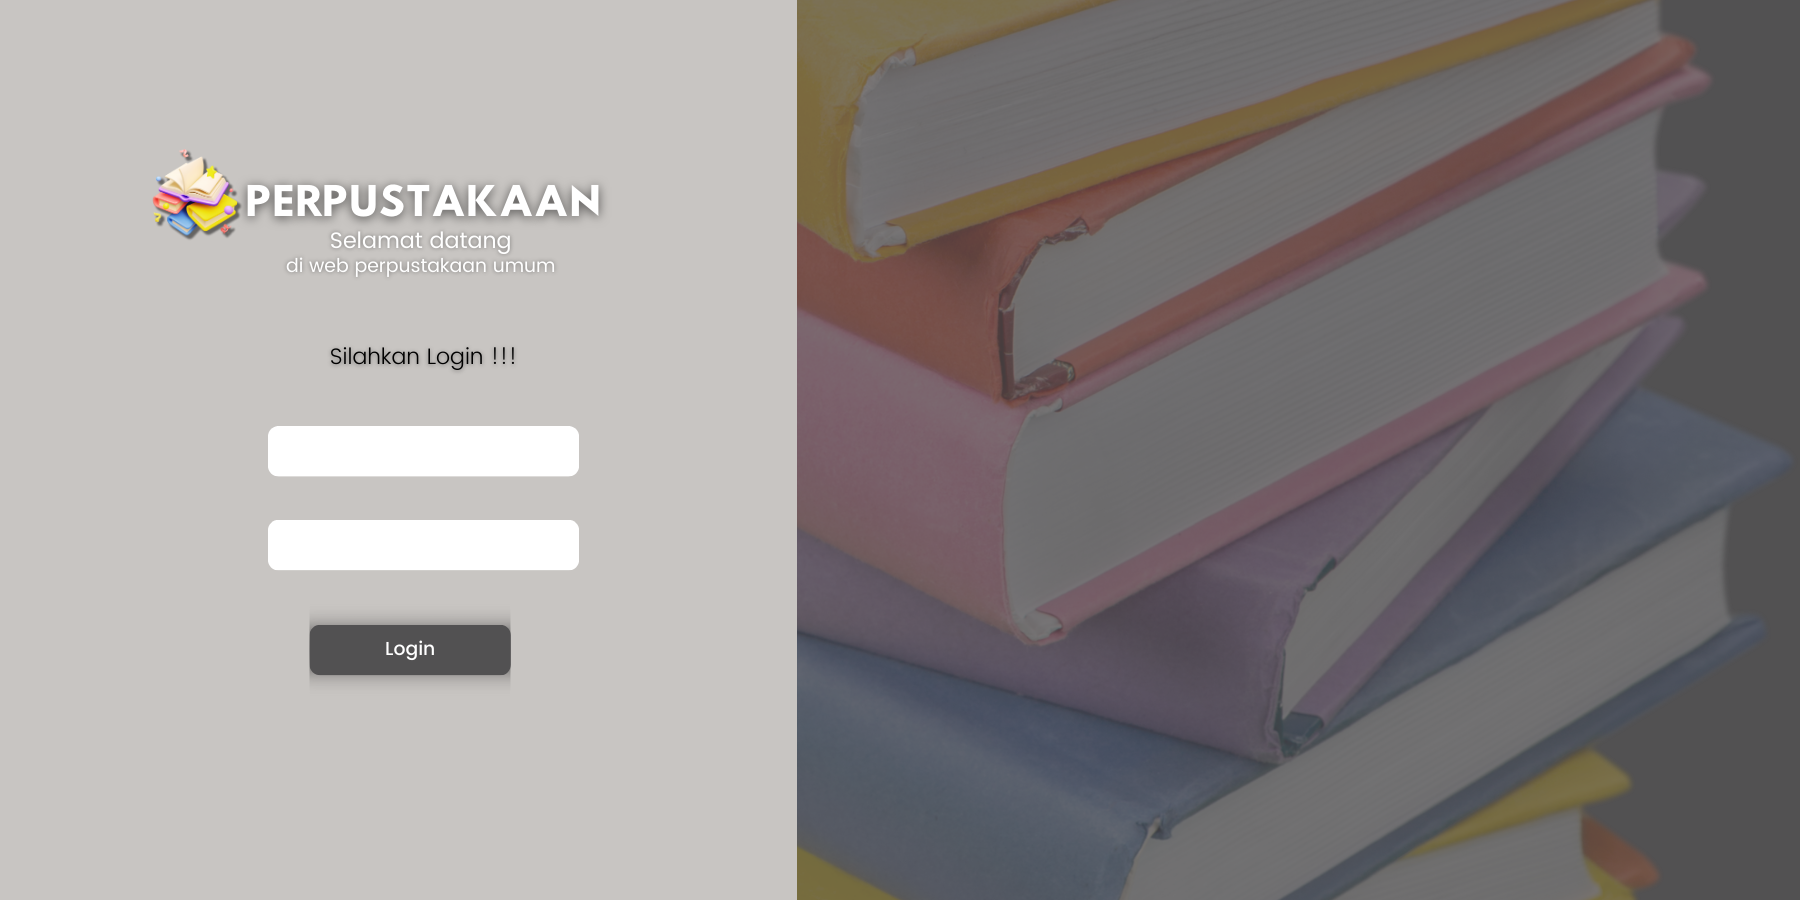 PERPUSTAKAAN
Selamat datang
di web perpustakaan umum
Silahkan Login !!!
Login